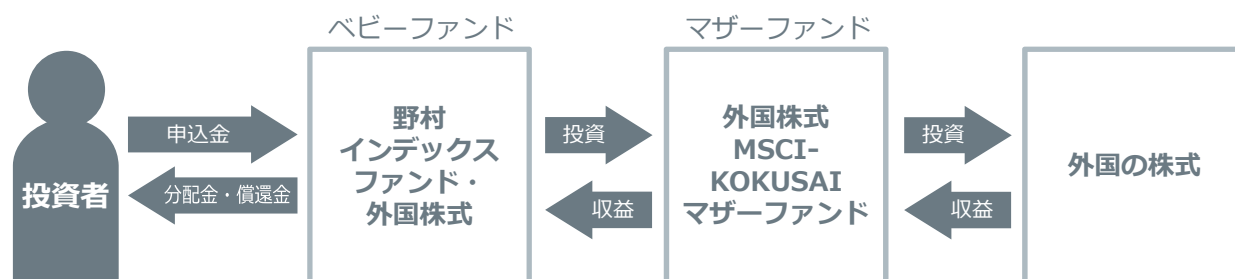 ベビーファンド
マザーファンド
投資者
申込金
分配金・償還金
野村
インデックス
ファンド・
外国株式
投資
収益
外国株式
MSCI-
KOKUSAI
マザーファンド
投資
収益
外国の株式